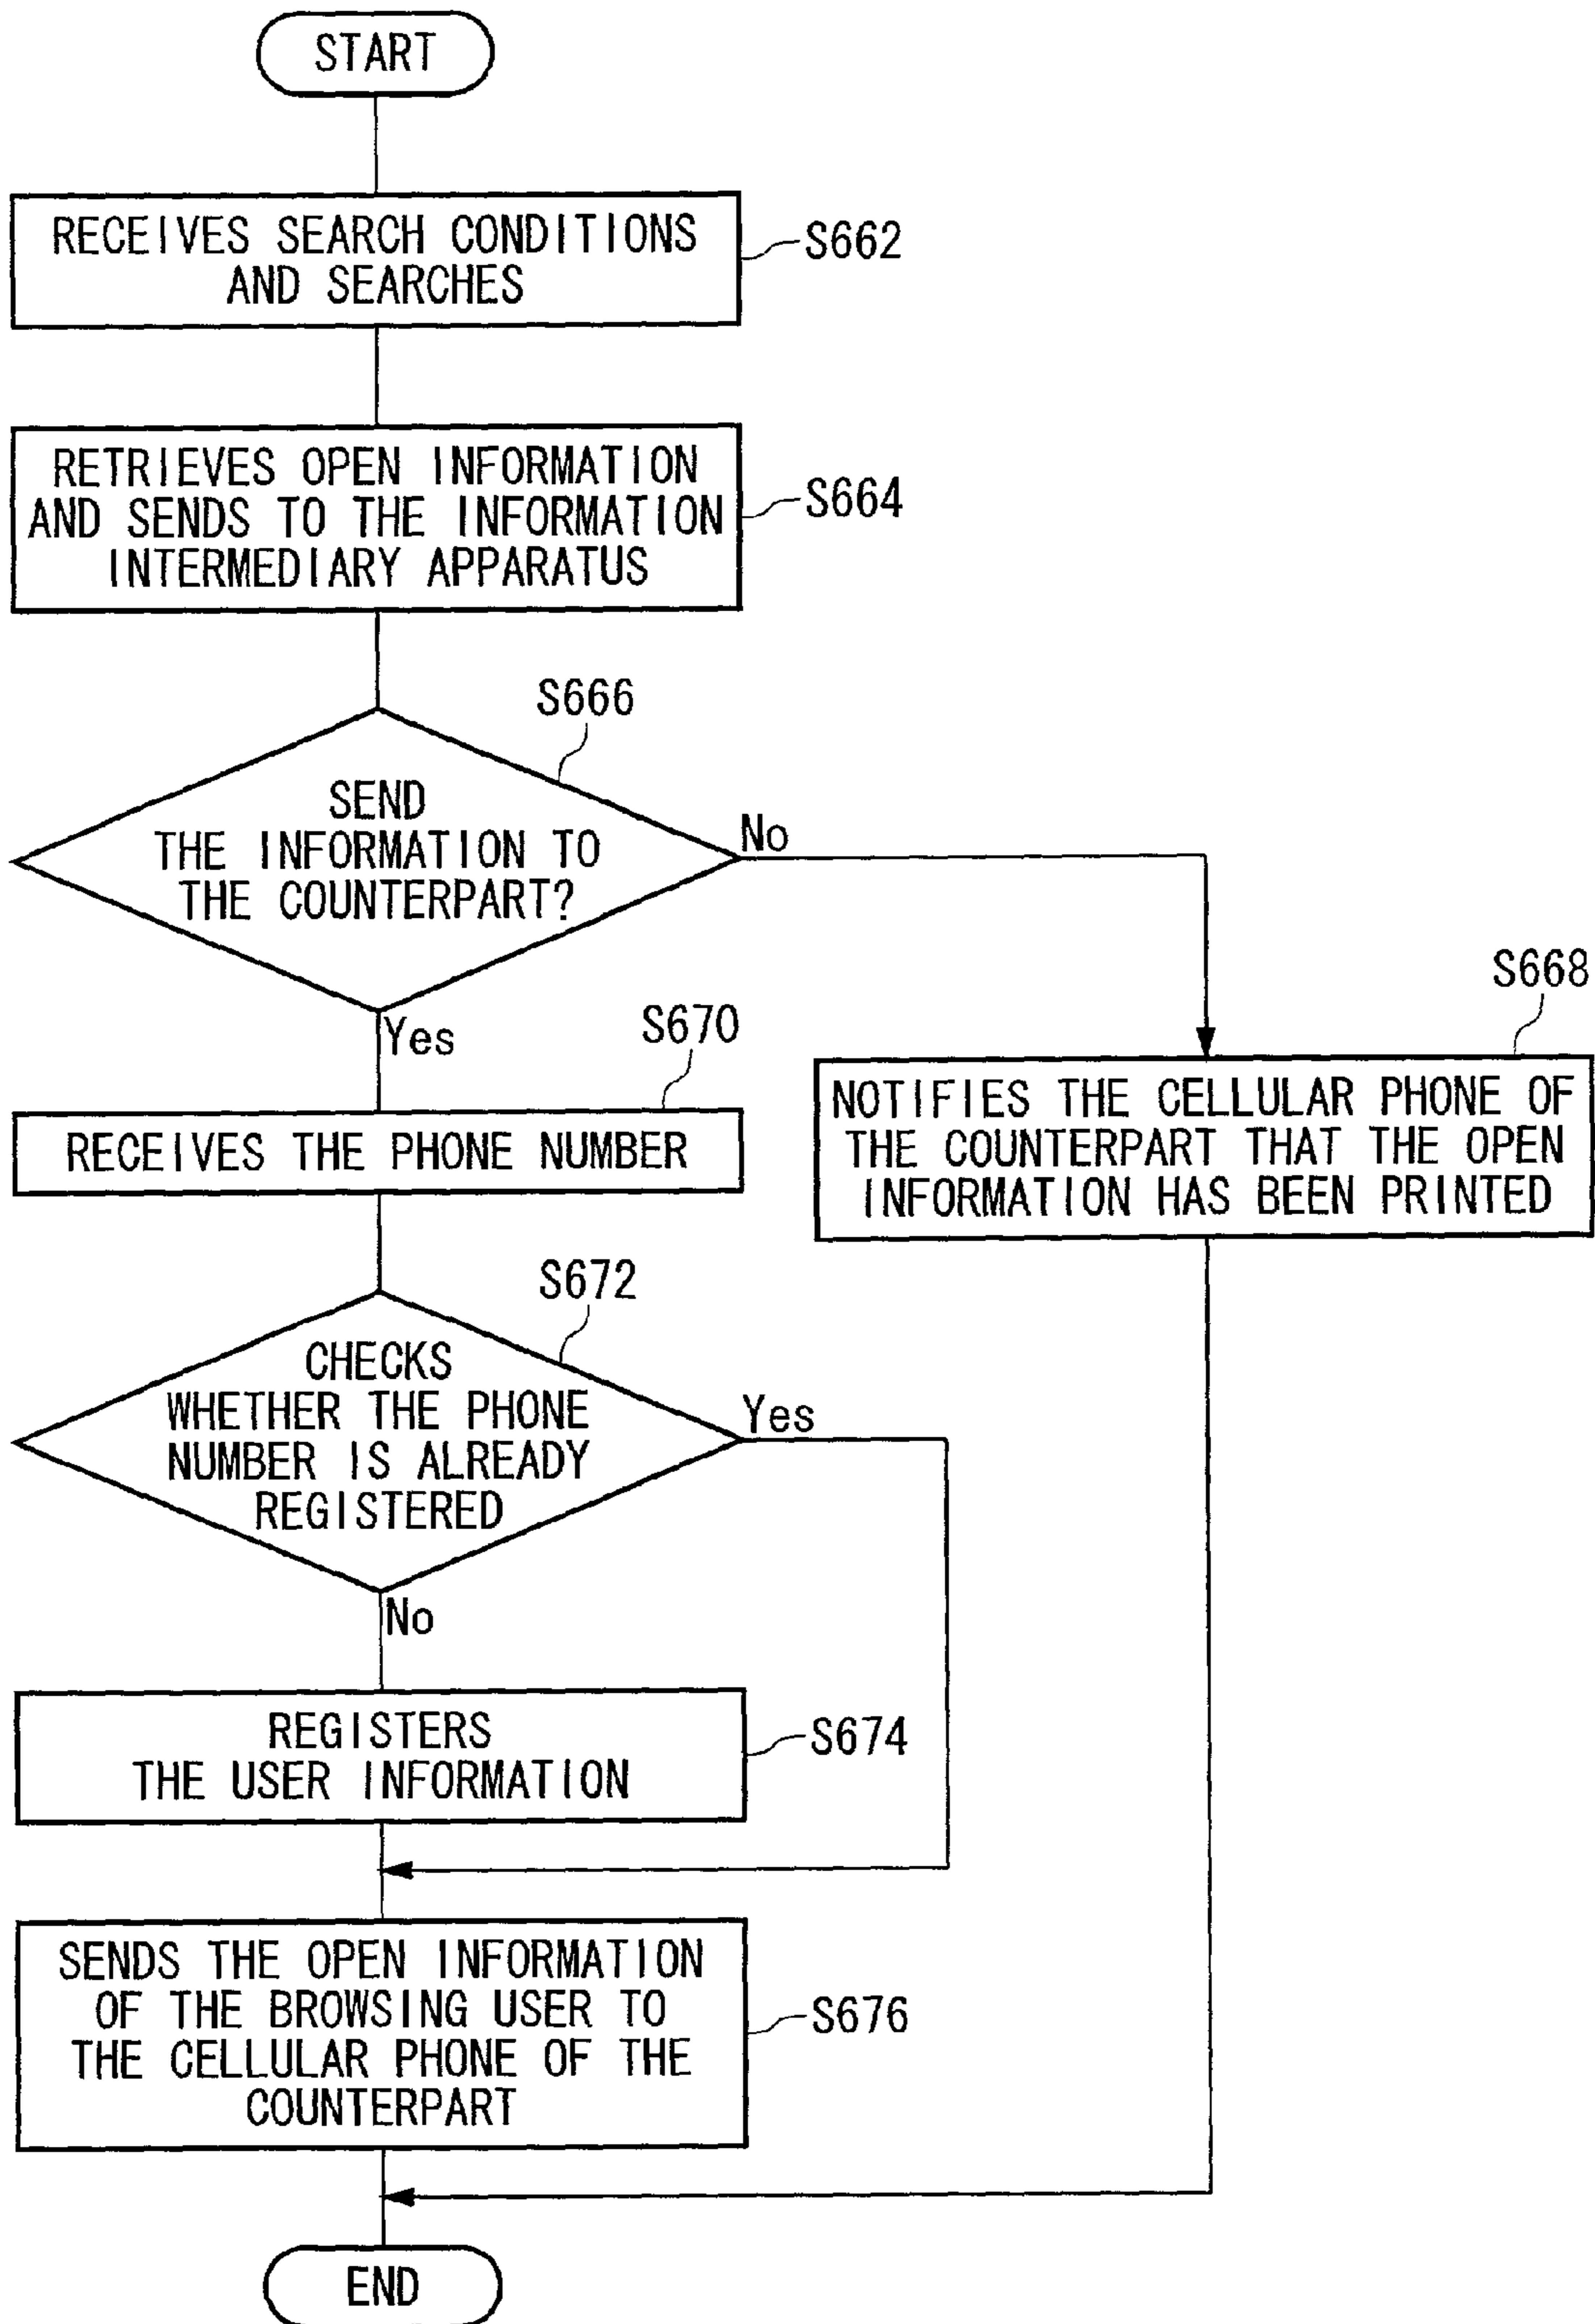 START
RECEIVES SEARCH CONDITIONS
AND SEARCHES
S662
RETRIEVES OPEN INFORMATION
AND SENDS TO THE INFORMATION
INTERMEDIARY APPARATUS
S664
S666
SEND
THE INFORMATION TO
THE COUNTERPART?
No
Yes
S668
NOTIFIES THE CELLULAR PHONE OF
THE COUNTERPART THAT THE OPEN
INFORMATION HAS BEEN PRINTED
S670
RECEIVES THE PHONE NUMBER
S672
CHECKS
WHETHER THE PHONE
NUMBER IS ALREADY
REGISTERED
Yes
No
REGISTERS
THE USER INFORMATION
S674
SENDS THE OPEN INFORMATION
OF THE BROWSING USER TO
THE CELLULAR PHONE OF THE
COUNTERPART
S676
END